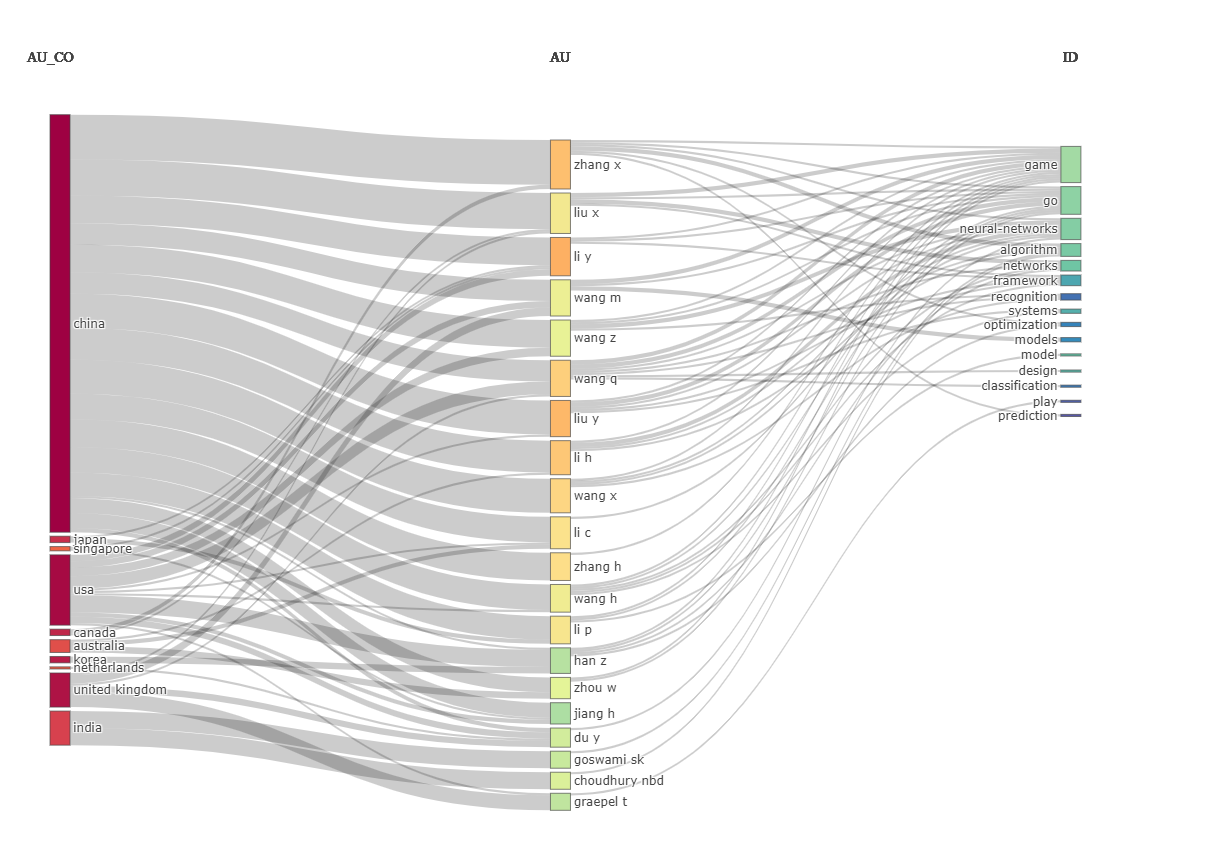 AU_CO
AU
ID
china
japan
singapore
usa
canada
australia
korea
netherlands
united kingdom
india
zhang x
liu x
li y
wang m
wang z
wang q
liu y
li h
wang x
li c
zhang h
wang h
li p
han z
zhou w
jiang h
du y
goswami sk
choudhury nbd
graepel t
game
go
neural-networks
algorithm
networks
framework
recognition
systems
optimization
models
model
design
classification
play
prediction